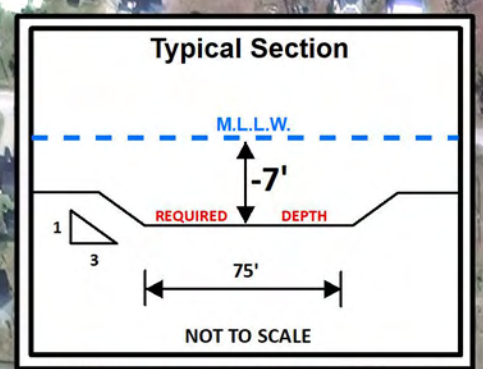 Typical Section
M.L.L.W.
-7'
REQUIRED DEPTH
1
3
75'
NOT TO SCALE